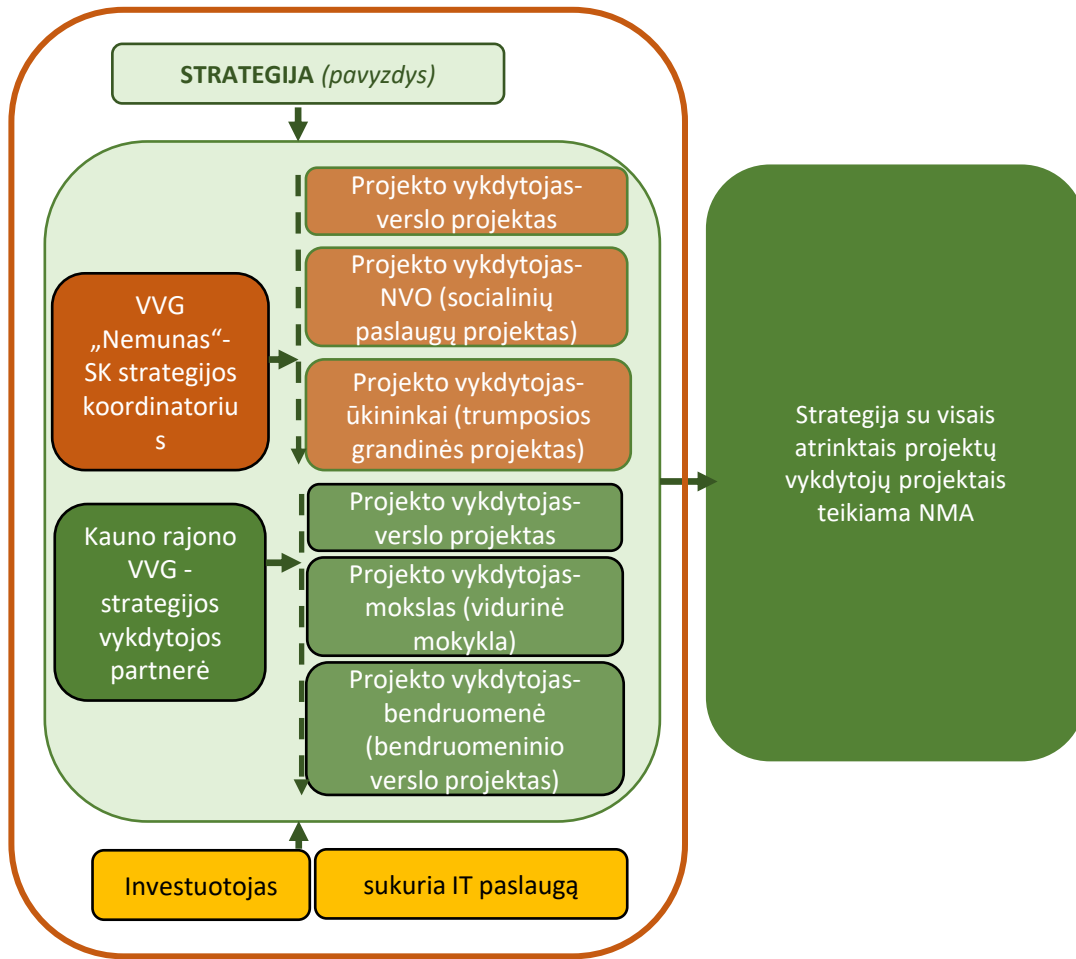 STRATEGIJA (pavyzdys)
Projekto vykdytojas-
verslo projektas
Projekto vykdytojas-
NVO (socialinių
paslaugų projektas)
Projekto vykdytojas-
ūkininkai (trumposios
grandinės projektas)
VVG
„Nemunas“-
SK strategijos
koordinatoriu
s
Projekto vykdytojas-
verslo projektas
Projekto vykdytojas-
mokslas (vidurinė
mokykla)
Projekto vykdytojas-
bendruomenė
(bendruomeninio
verslo projektas)
Kauno rajono
VVG -
strategijos
vykdytojos
partnerė
Investuotojas
sukuria IT paslaugą
Strategija su visais
atrinktais projektų
vykdytojų projektais
teikiama NMA